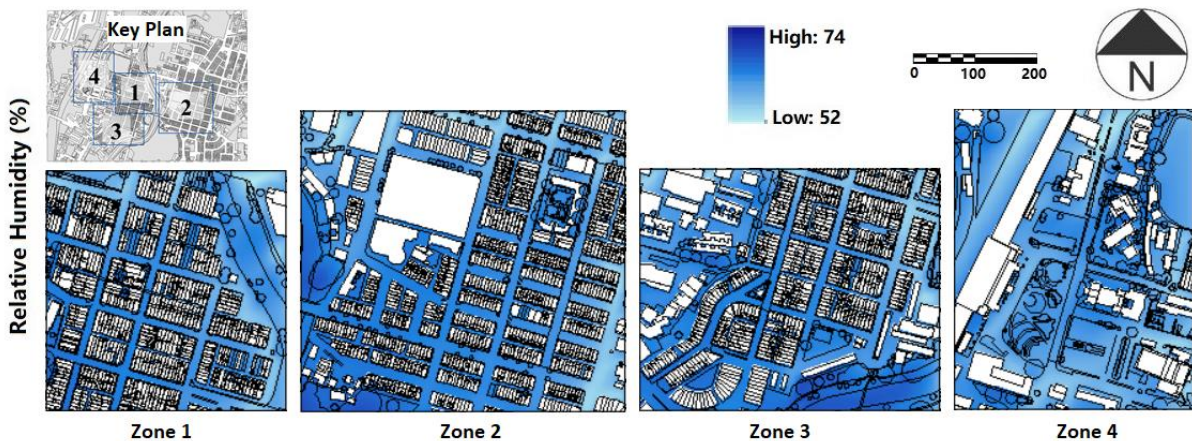 Key Plan
4
1
2
3
High: 74
Low: 52
0 100 200
N
Relative Humidity (%)
Zone 1
Zone 2
Zone 3
Zone 4